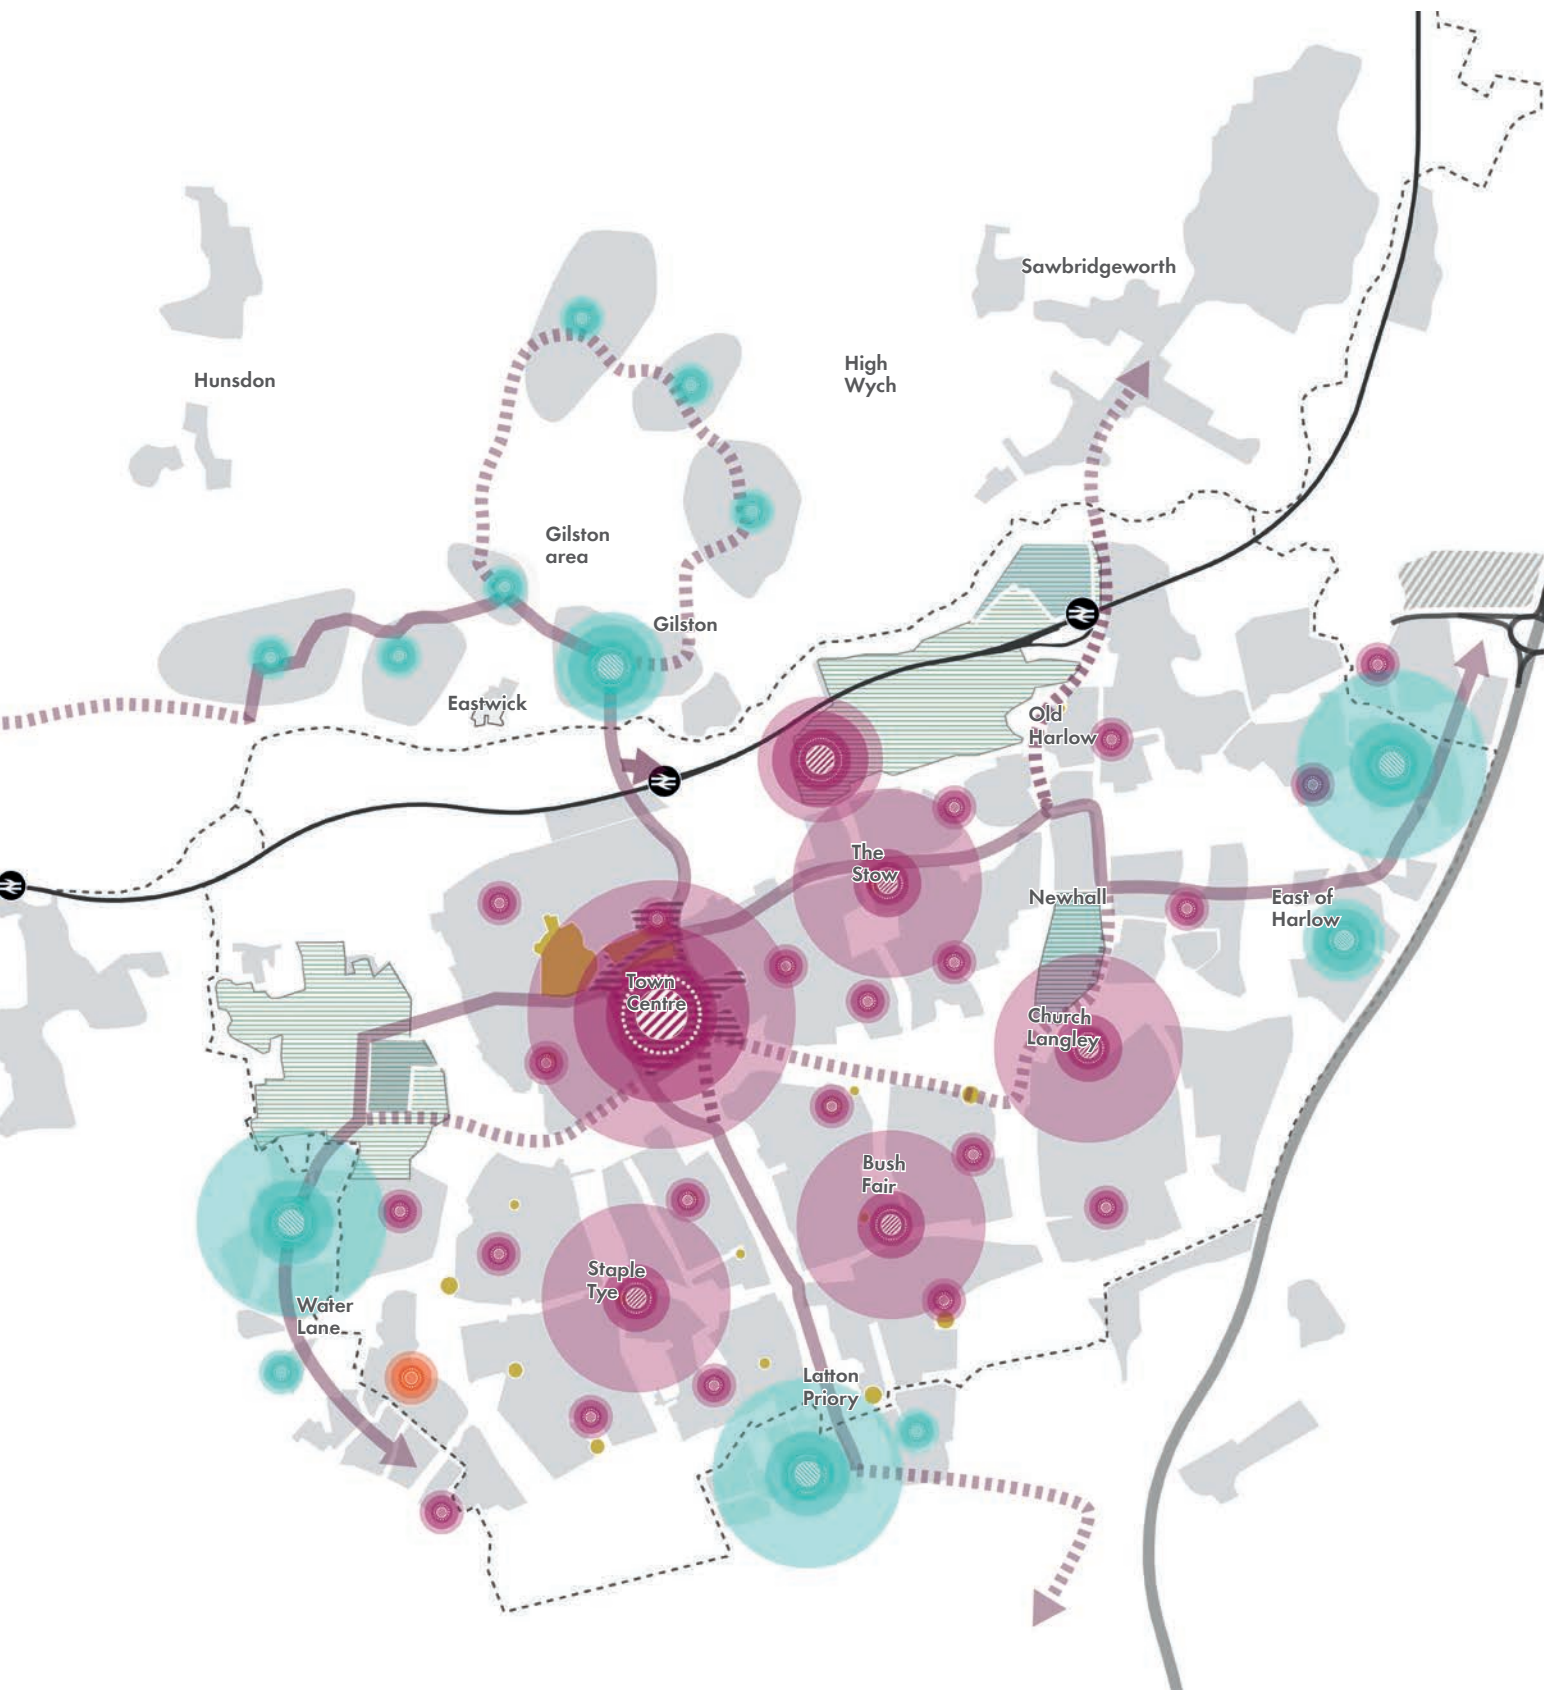 Sawbridgeworth
High
Wych
Hunsdon
Gilston
area
Gilston
Eastwick
Old
Harlow
The
Stow
Newhall
East of
Harlow
Town
Centre
Church
Langley
Bush
Fair
Staple
Tye
Water
Lane
Latton
Priory